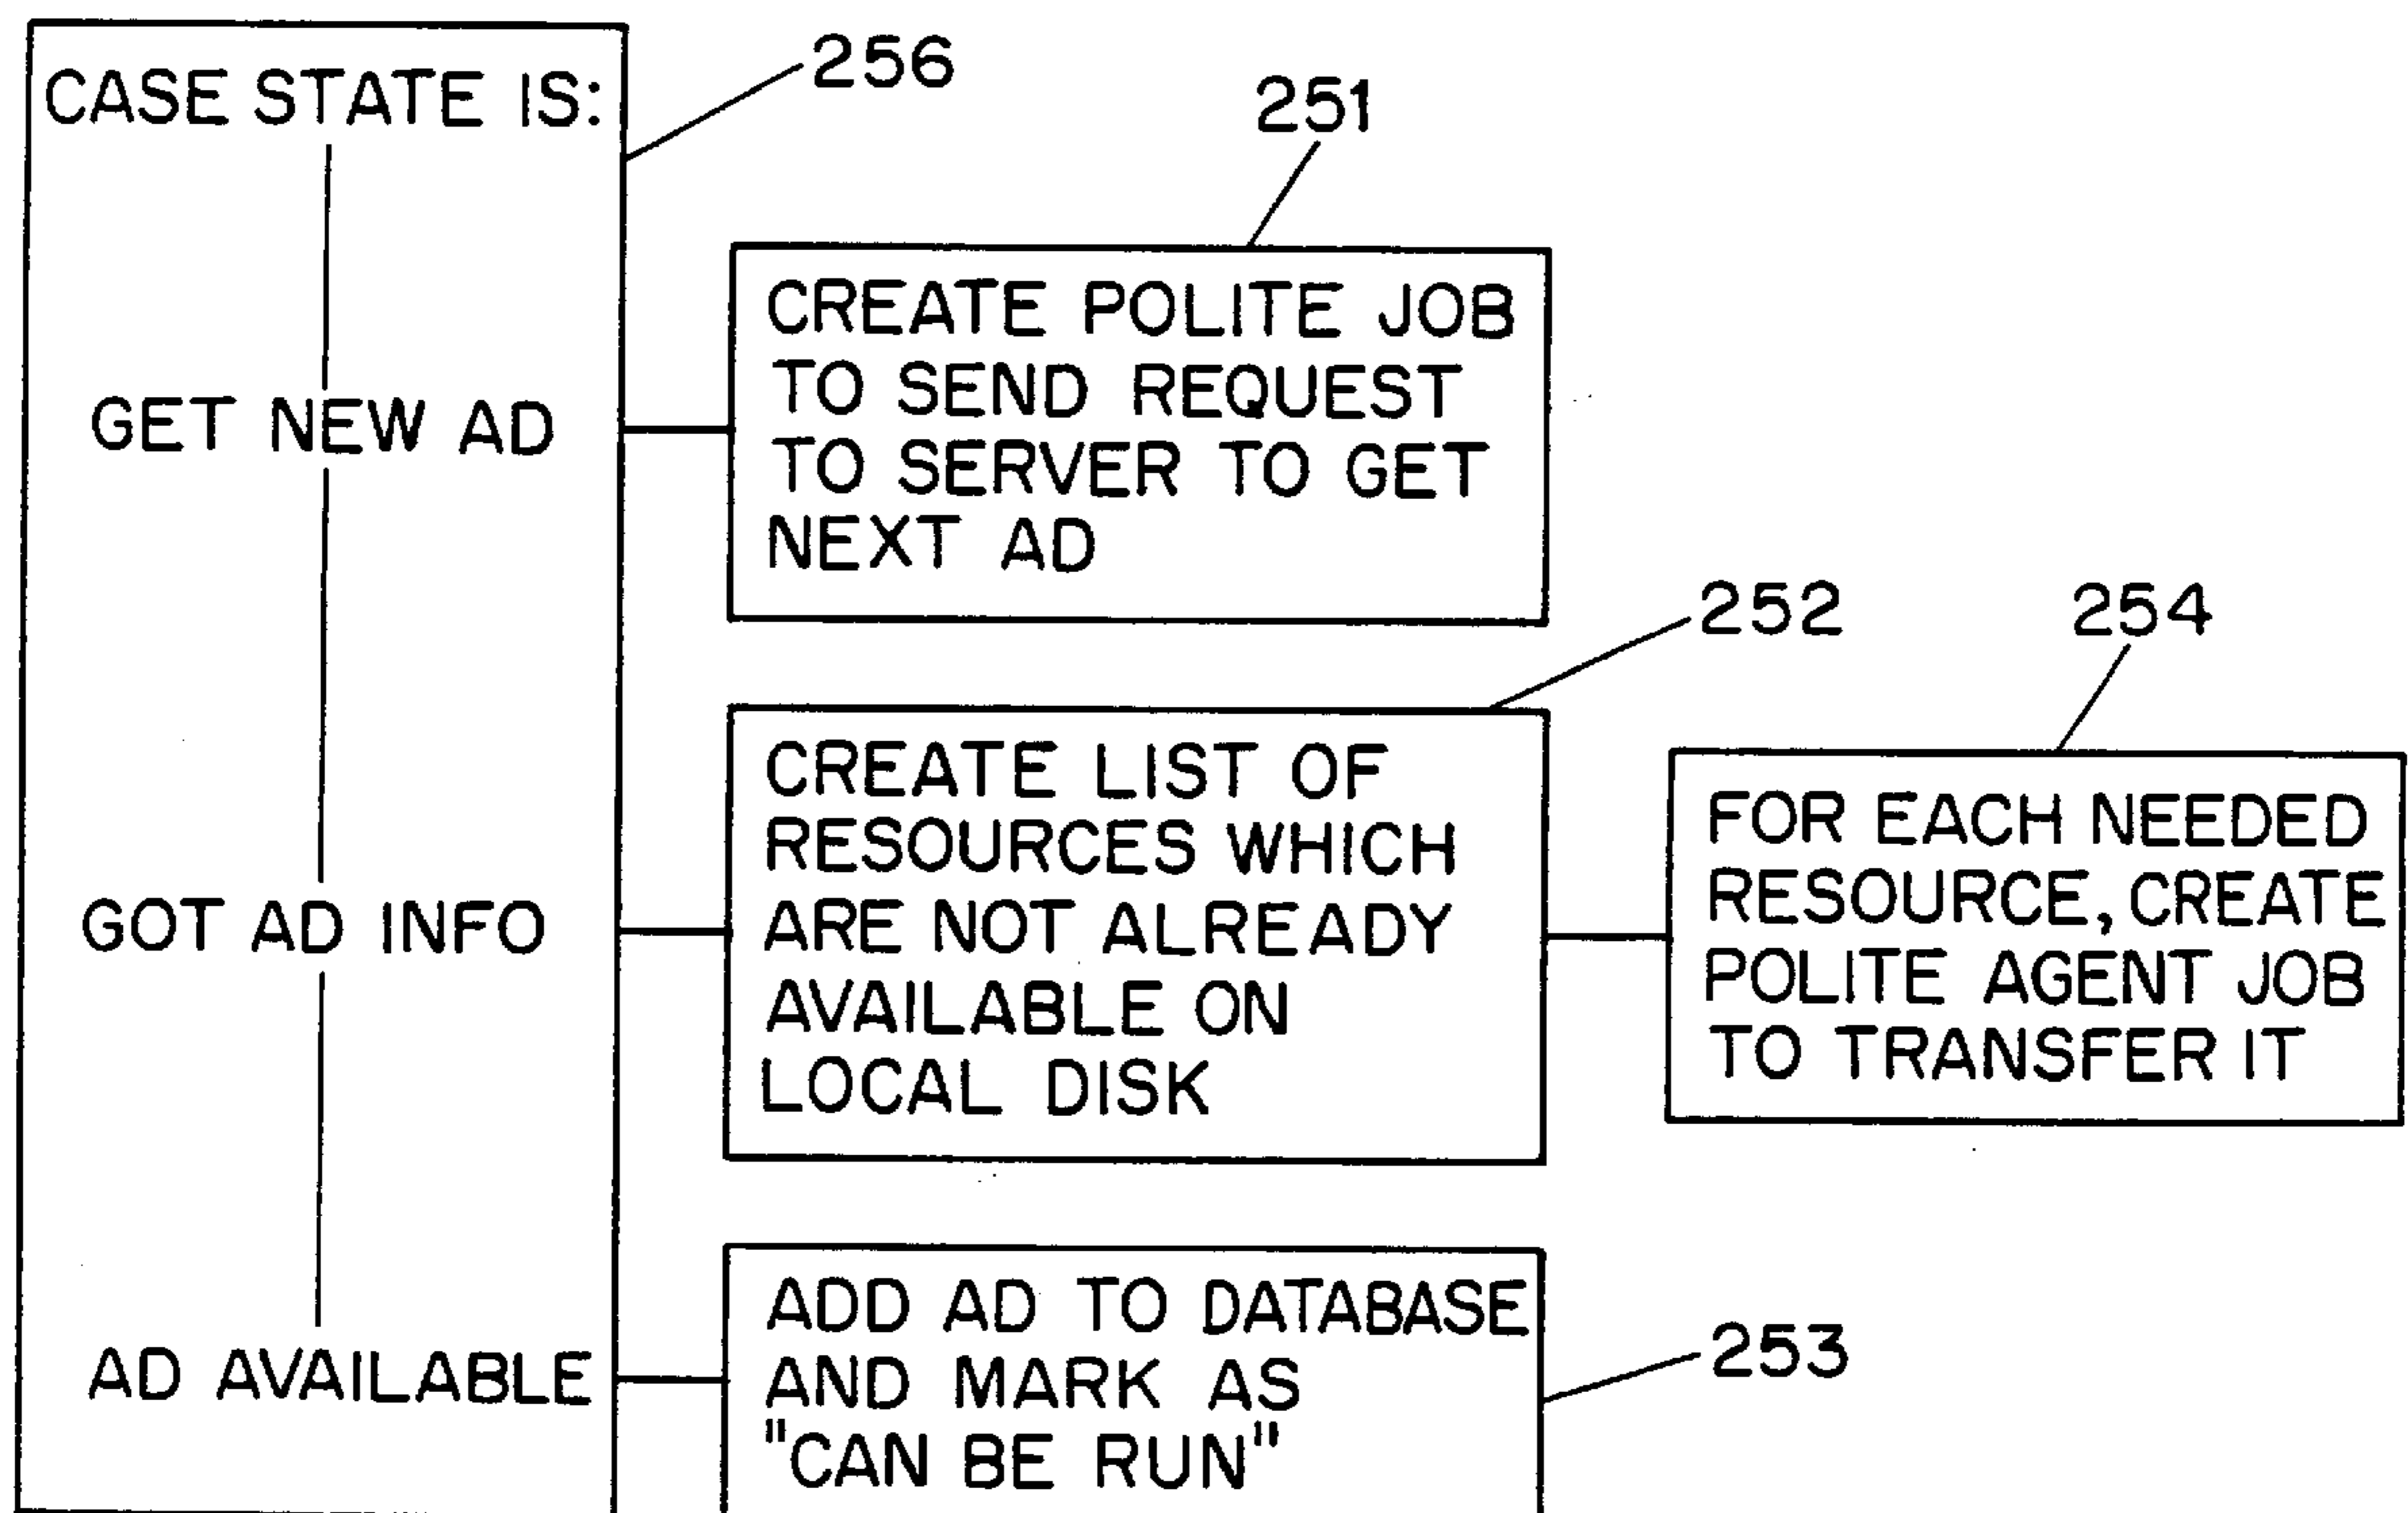 CASE STATE IS:
256
251
GET NEW AD
CREATE POLITE JOB
TO SEND REQUEST
TO SERVER TO GET
NEXT AD
252
254
GOT AD INFO
CREATE LIST OF
RESOURCES WHICH
ARE NOT ALREADY
AVAILABLE ON
LOCAL DISK
FOR EACH NEEDED
RESOURCE, CREATE
POLITE AGENT JOB
TO TRANSFER IT
AD AVAILABLE
ADD AD TO DATABASE
AND MARK AS
"CAN BE RUN"
253